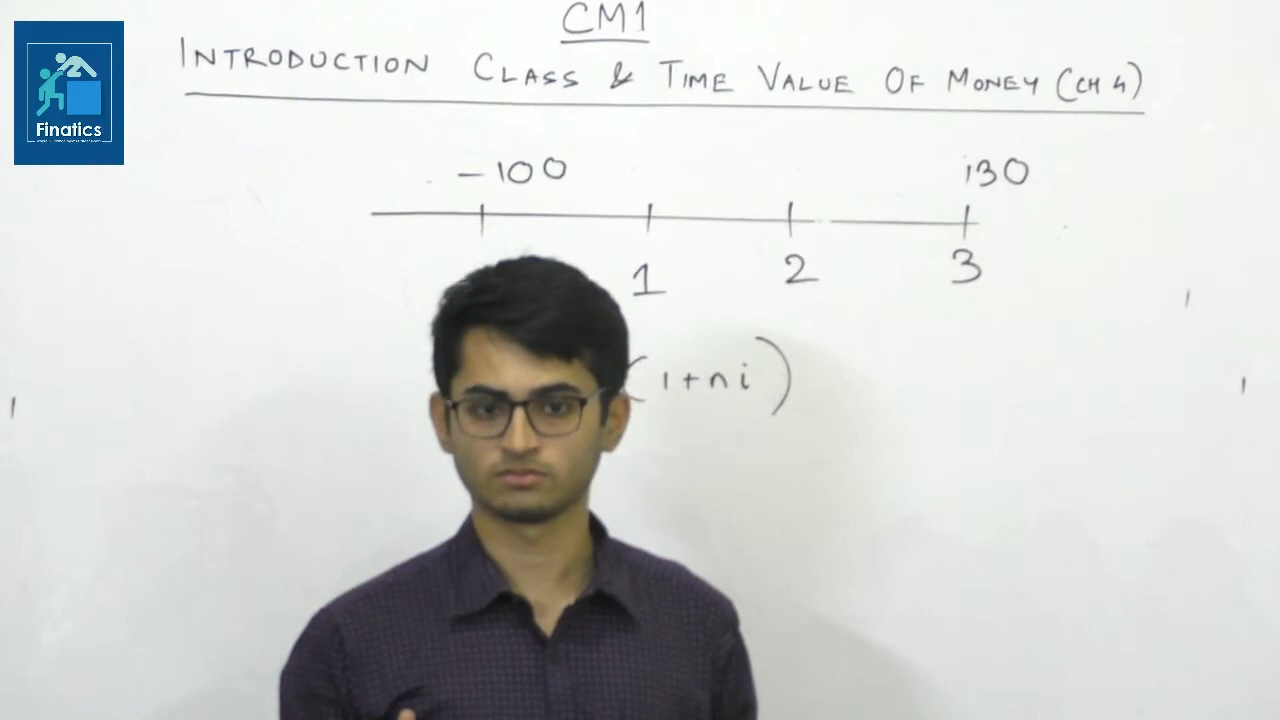 CM1
INTRODUCTION CLASS & TIME VALUE OF MONEY (CH 4)
Finatics
-100 130
1 2 3
(1+ni)